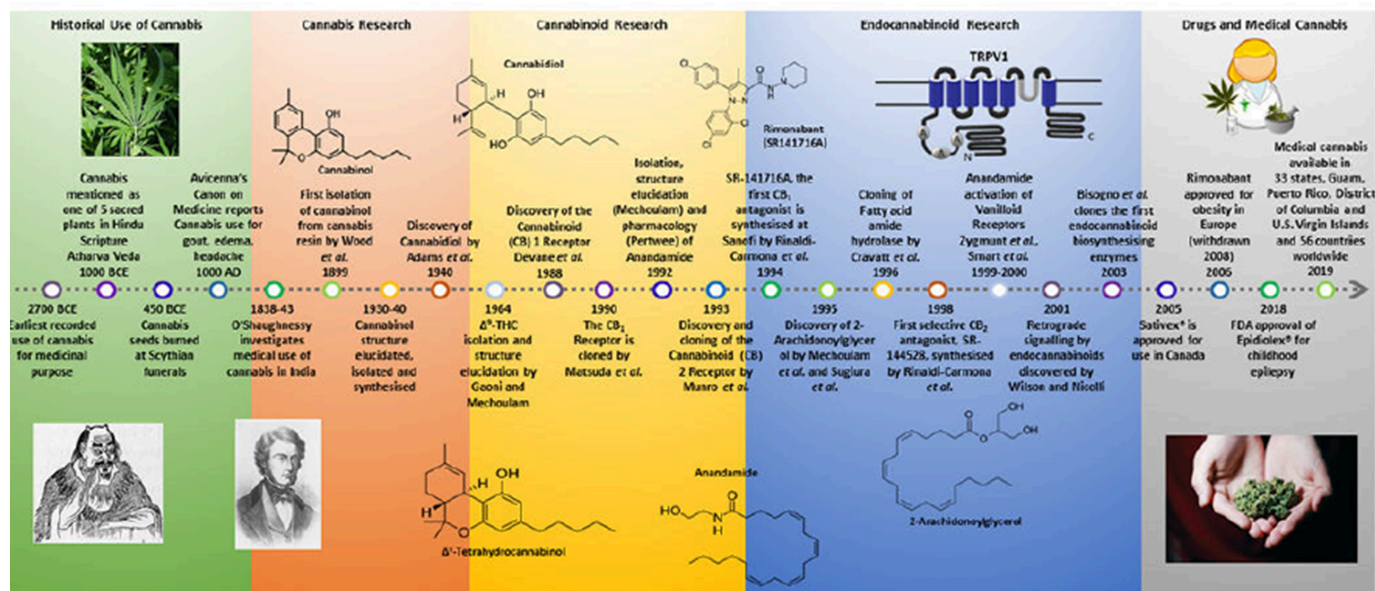 Historical Use of Cannabis
Cannabis Research
Cannabinoid Research
Endocannabinoid Research
Drugs and Medical Cannabis
OH
Cannabinol
Cannabidiol
H
H
OH
HO
Cl
O
N
N
H
N
N
Cl
Cl
Rimonabant
(SR141716A)
TRPV1
A
A
A
N
C
Cannabis
mentioned as
one of 5 sacred
plants in Hindu
Scripture
Atharva Veda
1000 BCE
Avicenna's
Canon on
Medicine reports
Cannabis use for
gout, edema,
headache
1000 AD
First isolation
of cannabinol
from cannabis
resin by Wood
et al.
1899
Discovery of
Cannabidiol by
Adams et al.
1940
Discovery of the
Cannabinoid
(CB) 1 Receptor
Devane et al.
1988
Isolation,
structure
elucidation
(Mechoulam) and
pharmacology
(Pertwee) of
Anandamide
1992
SR-141716A, the
first CB1
antagonist is
synthesised at
Sanofi by Rinaldi-
Carmona et al.
1994
Cloning of
Fatty acid
amide
hydrolase by
Cravatt et al.
1996
Anandamide
activation of
Vanilloid
Receptors
Zygmunt et al.,
Smart et al.
1999-2000
Bisogno et al.
clones the first
endocannabinoid
biosynthesising
enzymes
2003
Rimonabant
approved for
obesity in
Europe
(withdrawn
2008)
2006
Medical cannabis
available in
33 states, Guam,
Puerto Rico, District
of Columbia and
U.S. Virgin Islands
and 56 countries
worldwide
2019
2700 BCE
Earliest recorded
use of cannabis
for medicinal
purpose
450 BCE
Cannabis
seeds burned
at Scythian
funerals
1838-43
O'Shaughnessy
investigates
medical use of
cannabis in India
1930-40
Cannabinol
structure
elucidated,
isolated and
synthesised
1964
Δ⁹-THC
isolation and
structure
elucidation by
Gaoni and
Mechoulam
1990
The CB1
Receptor is
cloned by
Matsuda et al.
1993
Discovery and
cloning of the
Cannabinoid (CB)
2 Receptor by
Munro et al.
1995
Discovery of 2-
Arachidonoylglycer
ol by Mechoulam
et al. and Sugiura
et al.
1998
First selective CB2
antagonist, SR-
144528, synthesised
by Rinaldi-Carmona
et al.
2001
Retrograde
signalling by
endocannabinoids
discovered by
Wilson and Nicolli
2005
Sativex® is
approved for
use in Canada
2018
FDA approval of
Epidiolex® for
childhood
epilepsy
OH
H
H
O
Δ⁹-Tetrahydrocannabinol
Anandamide
HO
N
H
O
O
O
OH
OH
2-Arachidonoylglycerol